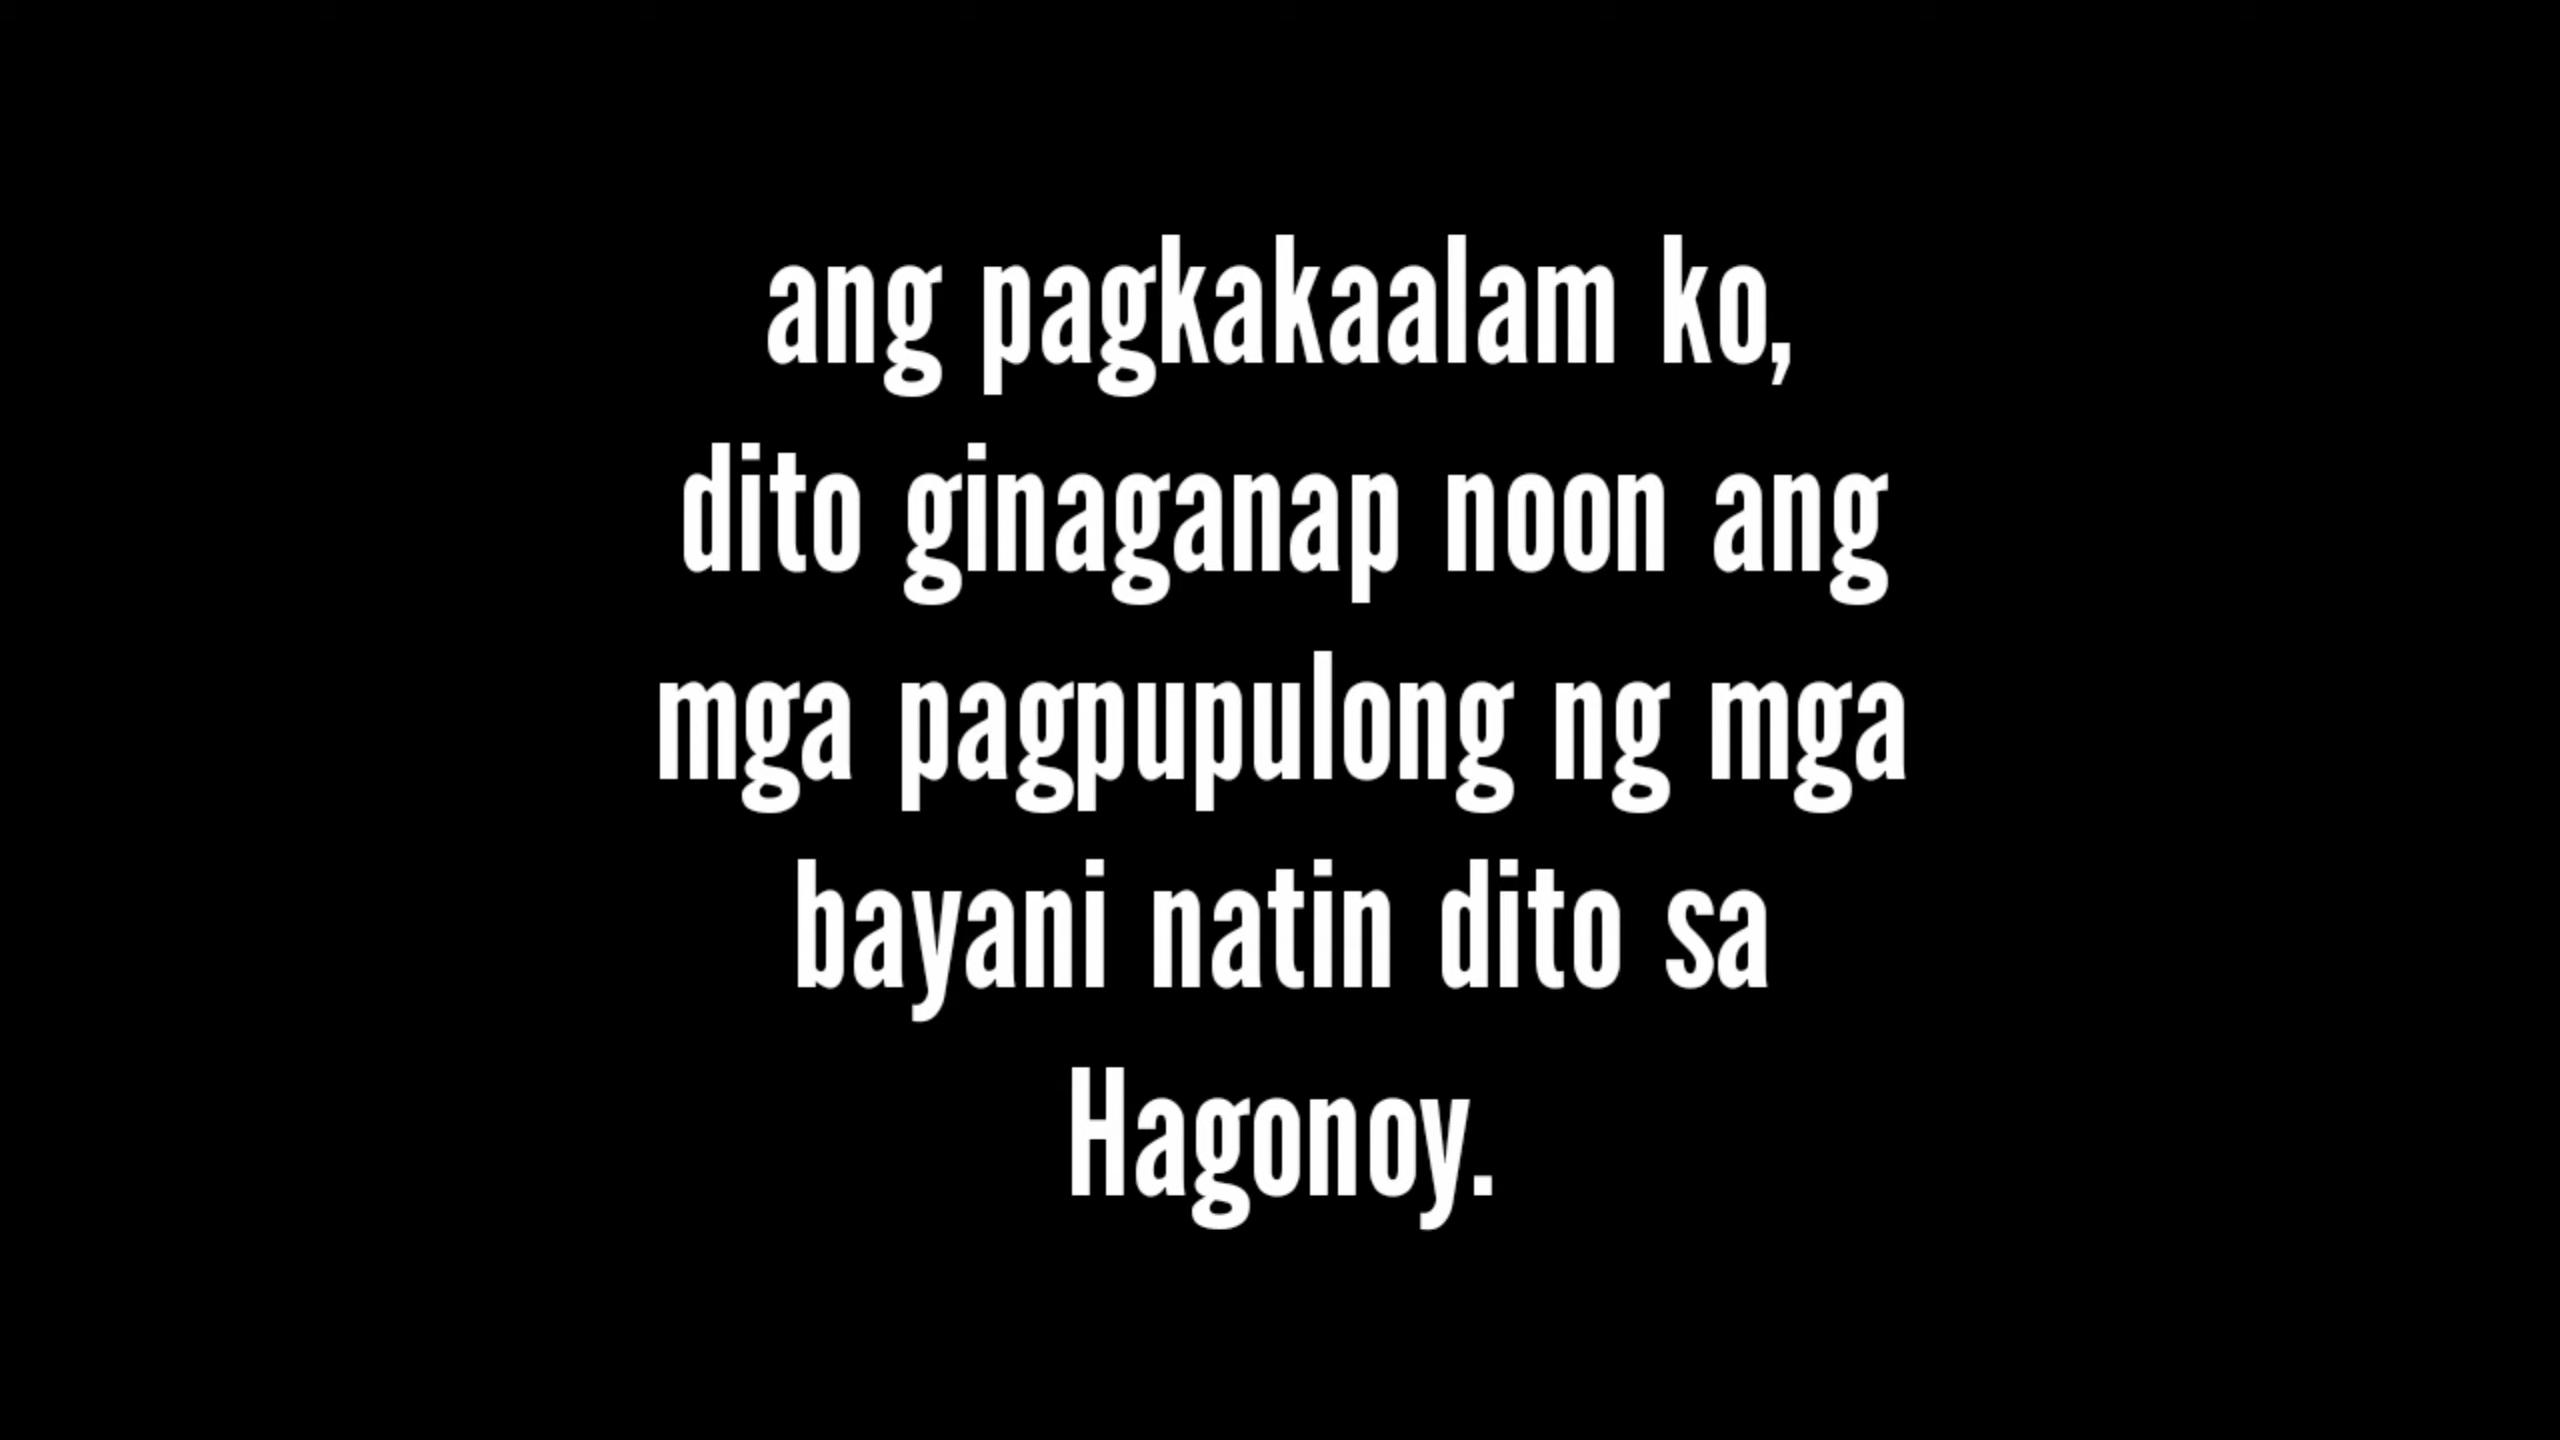 ang pagkakaalam ko,
dito ginaganap noon ang
mga pagpupulong ng mga
bayani natin dito sa
Hagonoy.